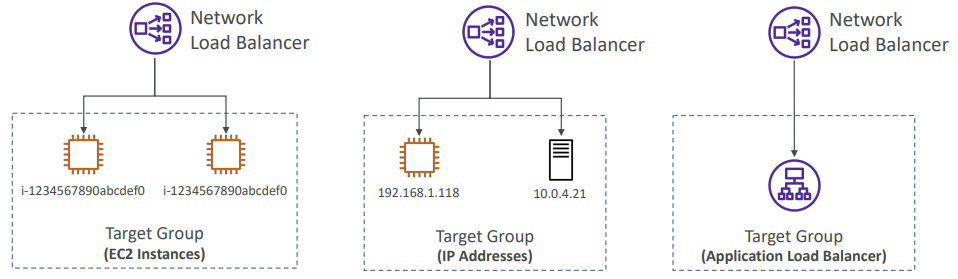 Network
Load Balancer
i-1234567890abcdef0
i-1234567890abcdef0
Target Group
(EC2 Instances)
Network
Load Balancer
192.168.1.118
10.0.4.21
Target Group
(IP Addresses)
Network
Load Balancer
Target Group
(Application Load Balancer)